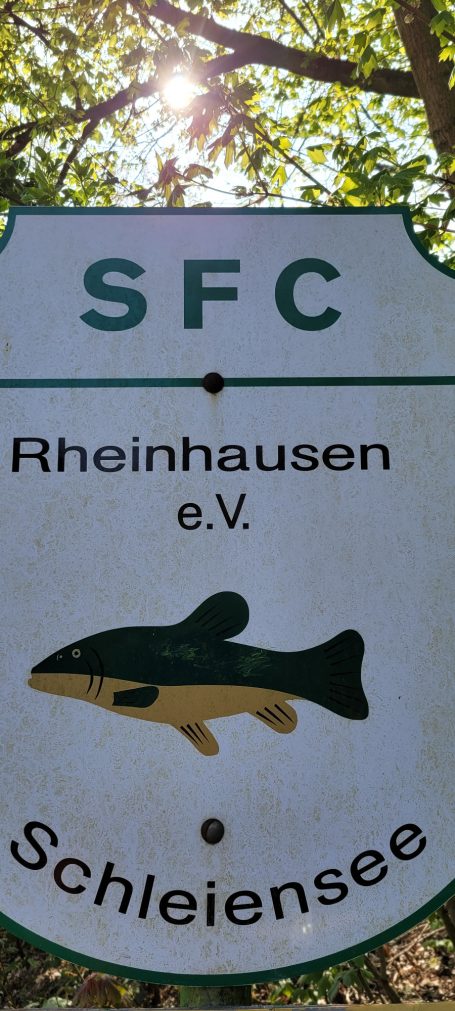 SFC
Rheinhausen
e.V.
Schleiensee